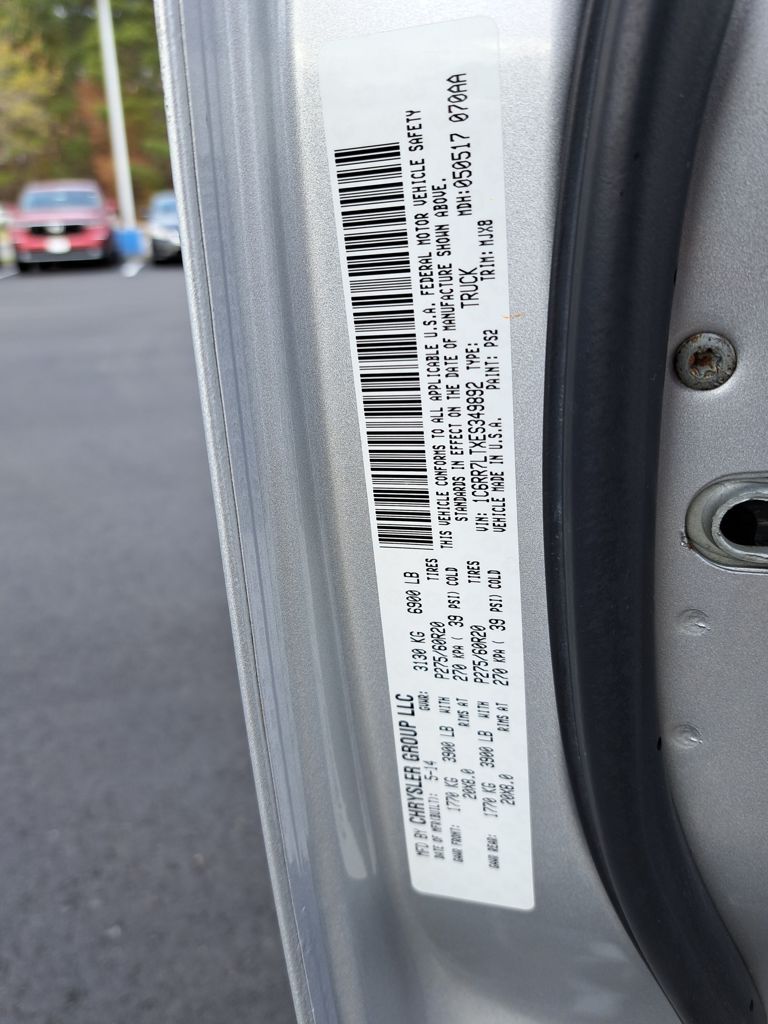 MFD BY CHRYSLER GROUP LLC
DATE OF MFR(BUILT): 5-14 GVWR: 3130 KG 6900 LB
GAWR FRONT: WITH TIRES
1770 KG 3900 LB P275/60R20
RIMS AT
20X8.0 270 KPA ( 39 PSI) COLD
GAWR REAR: WITH TIRES
1770 KG 3900 LB P275/60R20
RIMS AT
20X8.0 270 KPA ( 39 PSI) COLD
THIS VEHICLE CONFORMS TO ALL APPLICABLE U.S.A. FEDERAL MOTOR VEHICLE SAFETY
STANDARDS IN EFFECT ON THE DATE OF MANUFACTURE SHOWN ABOVE.
VIN: 1C6RR7LTXES349892 TYPE: TRUCK MDH: 050517 070AA
VEHICLE MADE IN U.S.A. PAINT: PS2 TRIM: MJX8